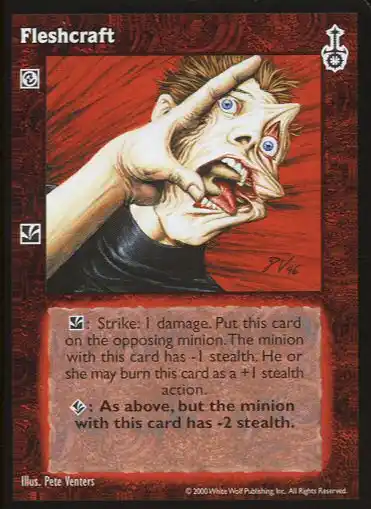 Fleshcraft
PV 96
: Strike: 1 damage. Put this card
on the opposing minion. The minion
with this card has -1 stealth. He or
she may burn this card as a +1 stealth
action.
: As above, but the minion
with this card has -2 stealth.
Illus. Pete Venters
© 2000 White Wolf Publishing, Inc. All Rights Reserved.